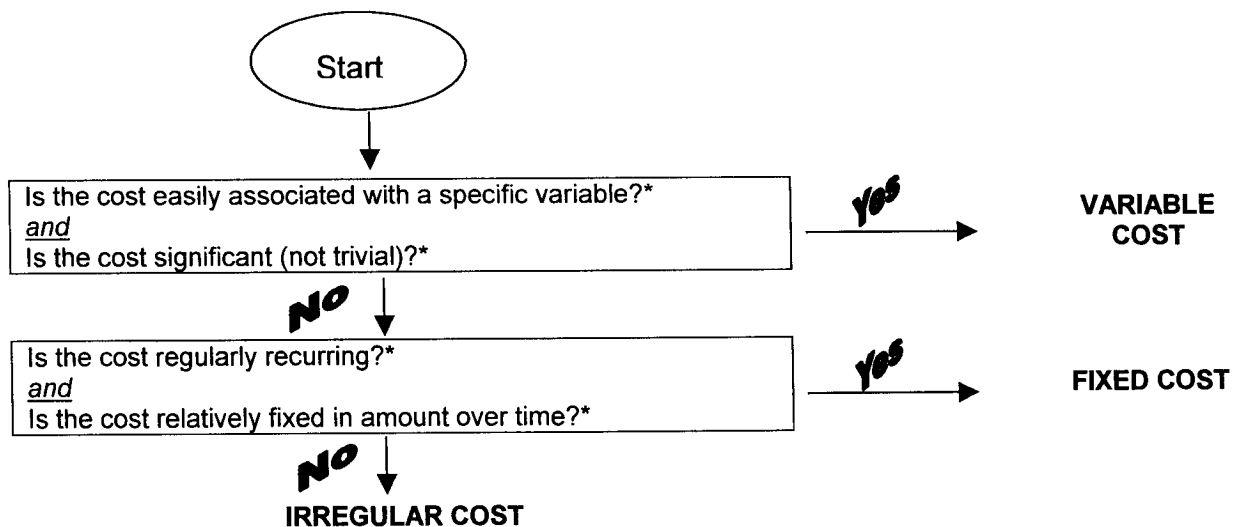 Start
Is the cost easily associated with a specific variable?*
and
Is the cost significant (not trivial)?*
Yes
VARIABLE
COST
NO
Is the cost regularly recurring?*
and
Is the cost relatively fixed in amount over time?*
Yes
FIXED COST
NO
IRREGULAR COST